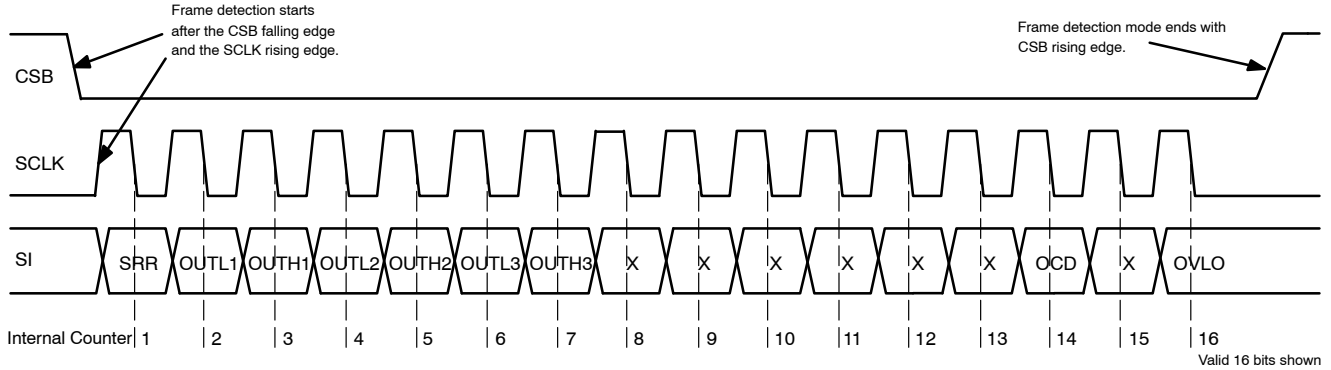 Frame detection starts
after the CSB falling edge
and the SCLK rising edge.
Frame detection mode ends with
CSB rising edge.
CSB
SCLK
SI
SRR OUTL1 OUTH1 OUTL2 OUTH2 OUTL3 OUTH3 X X X X X X OCD X OVLO
Internal Counter 1 2 3 4 5 6 7 8 9 10 11 12 13 14 15 16
Valid 16 bits shown